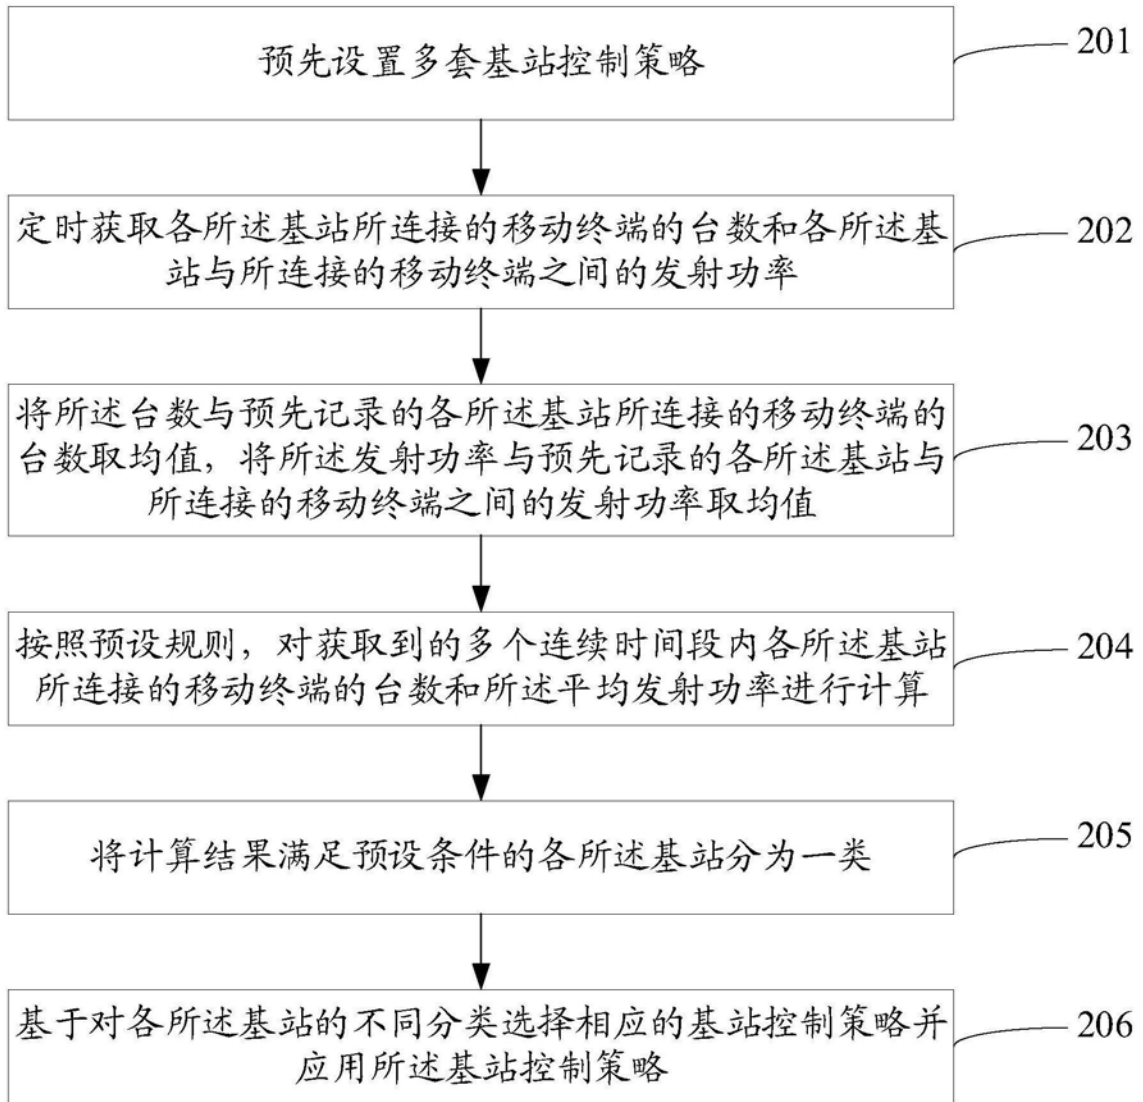 预先设置多套基站控制策略
201
定时获取各所述基站所连接的移动终端的台数和各所述基
站与所连接的移动终端之间的发射功率
202
将所述台数与预先记录的各所述基站所连接的移动终端的
台数取均值，将所述发射功率与预先记录的各所述基站与
所连接的移动终端之间的发射功率取均值
203
按照预设规则，对获取到的多个连续时间段内各所述基站
所连接的移动终端的台数和所述平均发射功率进行计算
204
将计算结果满足预设条件的各所述基站分为一类
205
基于对各所述基站的不同分类选择相应的基站控制策略并
应用所述基站控制策略
206